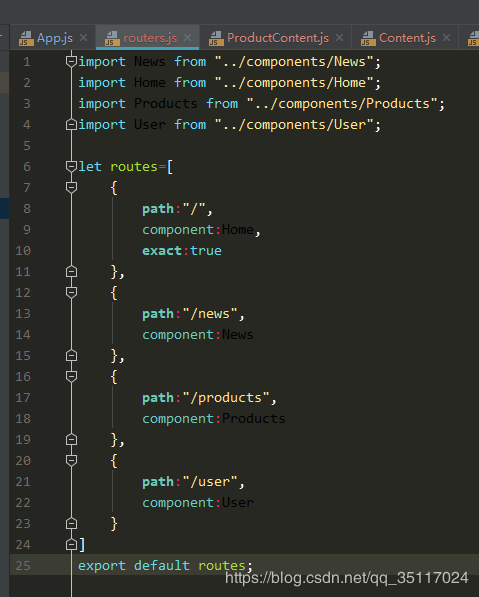 App.js routers.js ProductContent.js Content.js
1 import News from "../components/News";
2 import Home from "../components/Home";
3 import Products from "../components/Products";
4 import User from "../components/User";
5
6 let routes=[
7 {
8 path:"/",
9 component:Home,
10 exact:true
11 },
12 {
13 path:"/news",
14 component:News
15 },
16 {
17 path:"/products",
18 component:Products
19 },
20 {
21 path:"/user",
22 component:User
23 }
24 ]
25 export default routes;
https://blog.csdn.net/qq_35117024